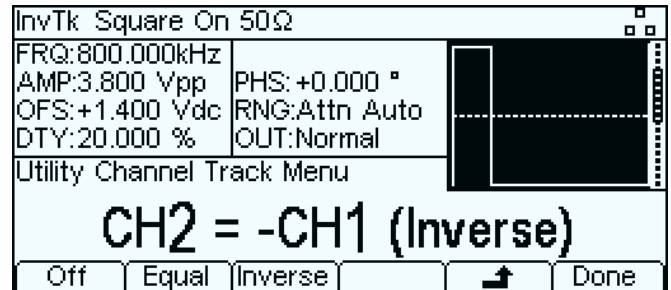 InvTk Square On 50Ω
FRQ:800.000kHz
AMP:3.800 Vpp PHS:+0.000 °
OFS:+1.400 Vdc RNG:Attn Auto
DTY:20.000 % OUT:Normal
Utility Channel Track Menu
CH2 = -CH1 (Inverse)
Off Equal Inverse Done